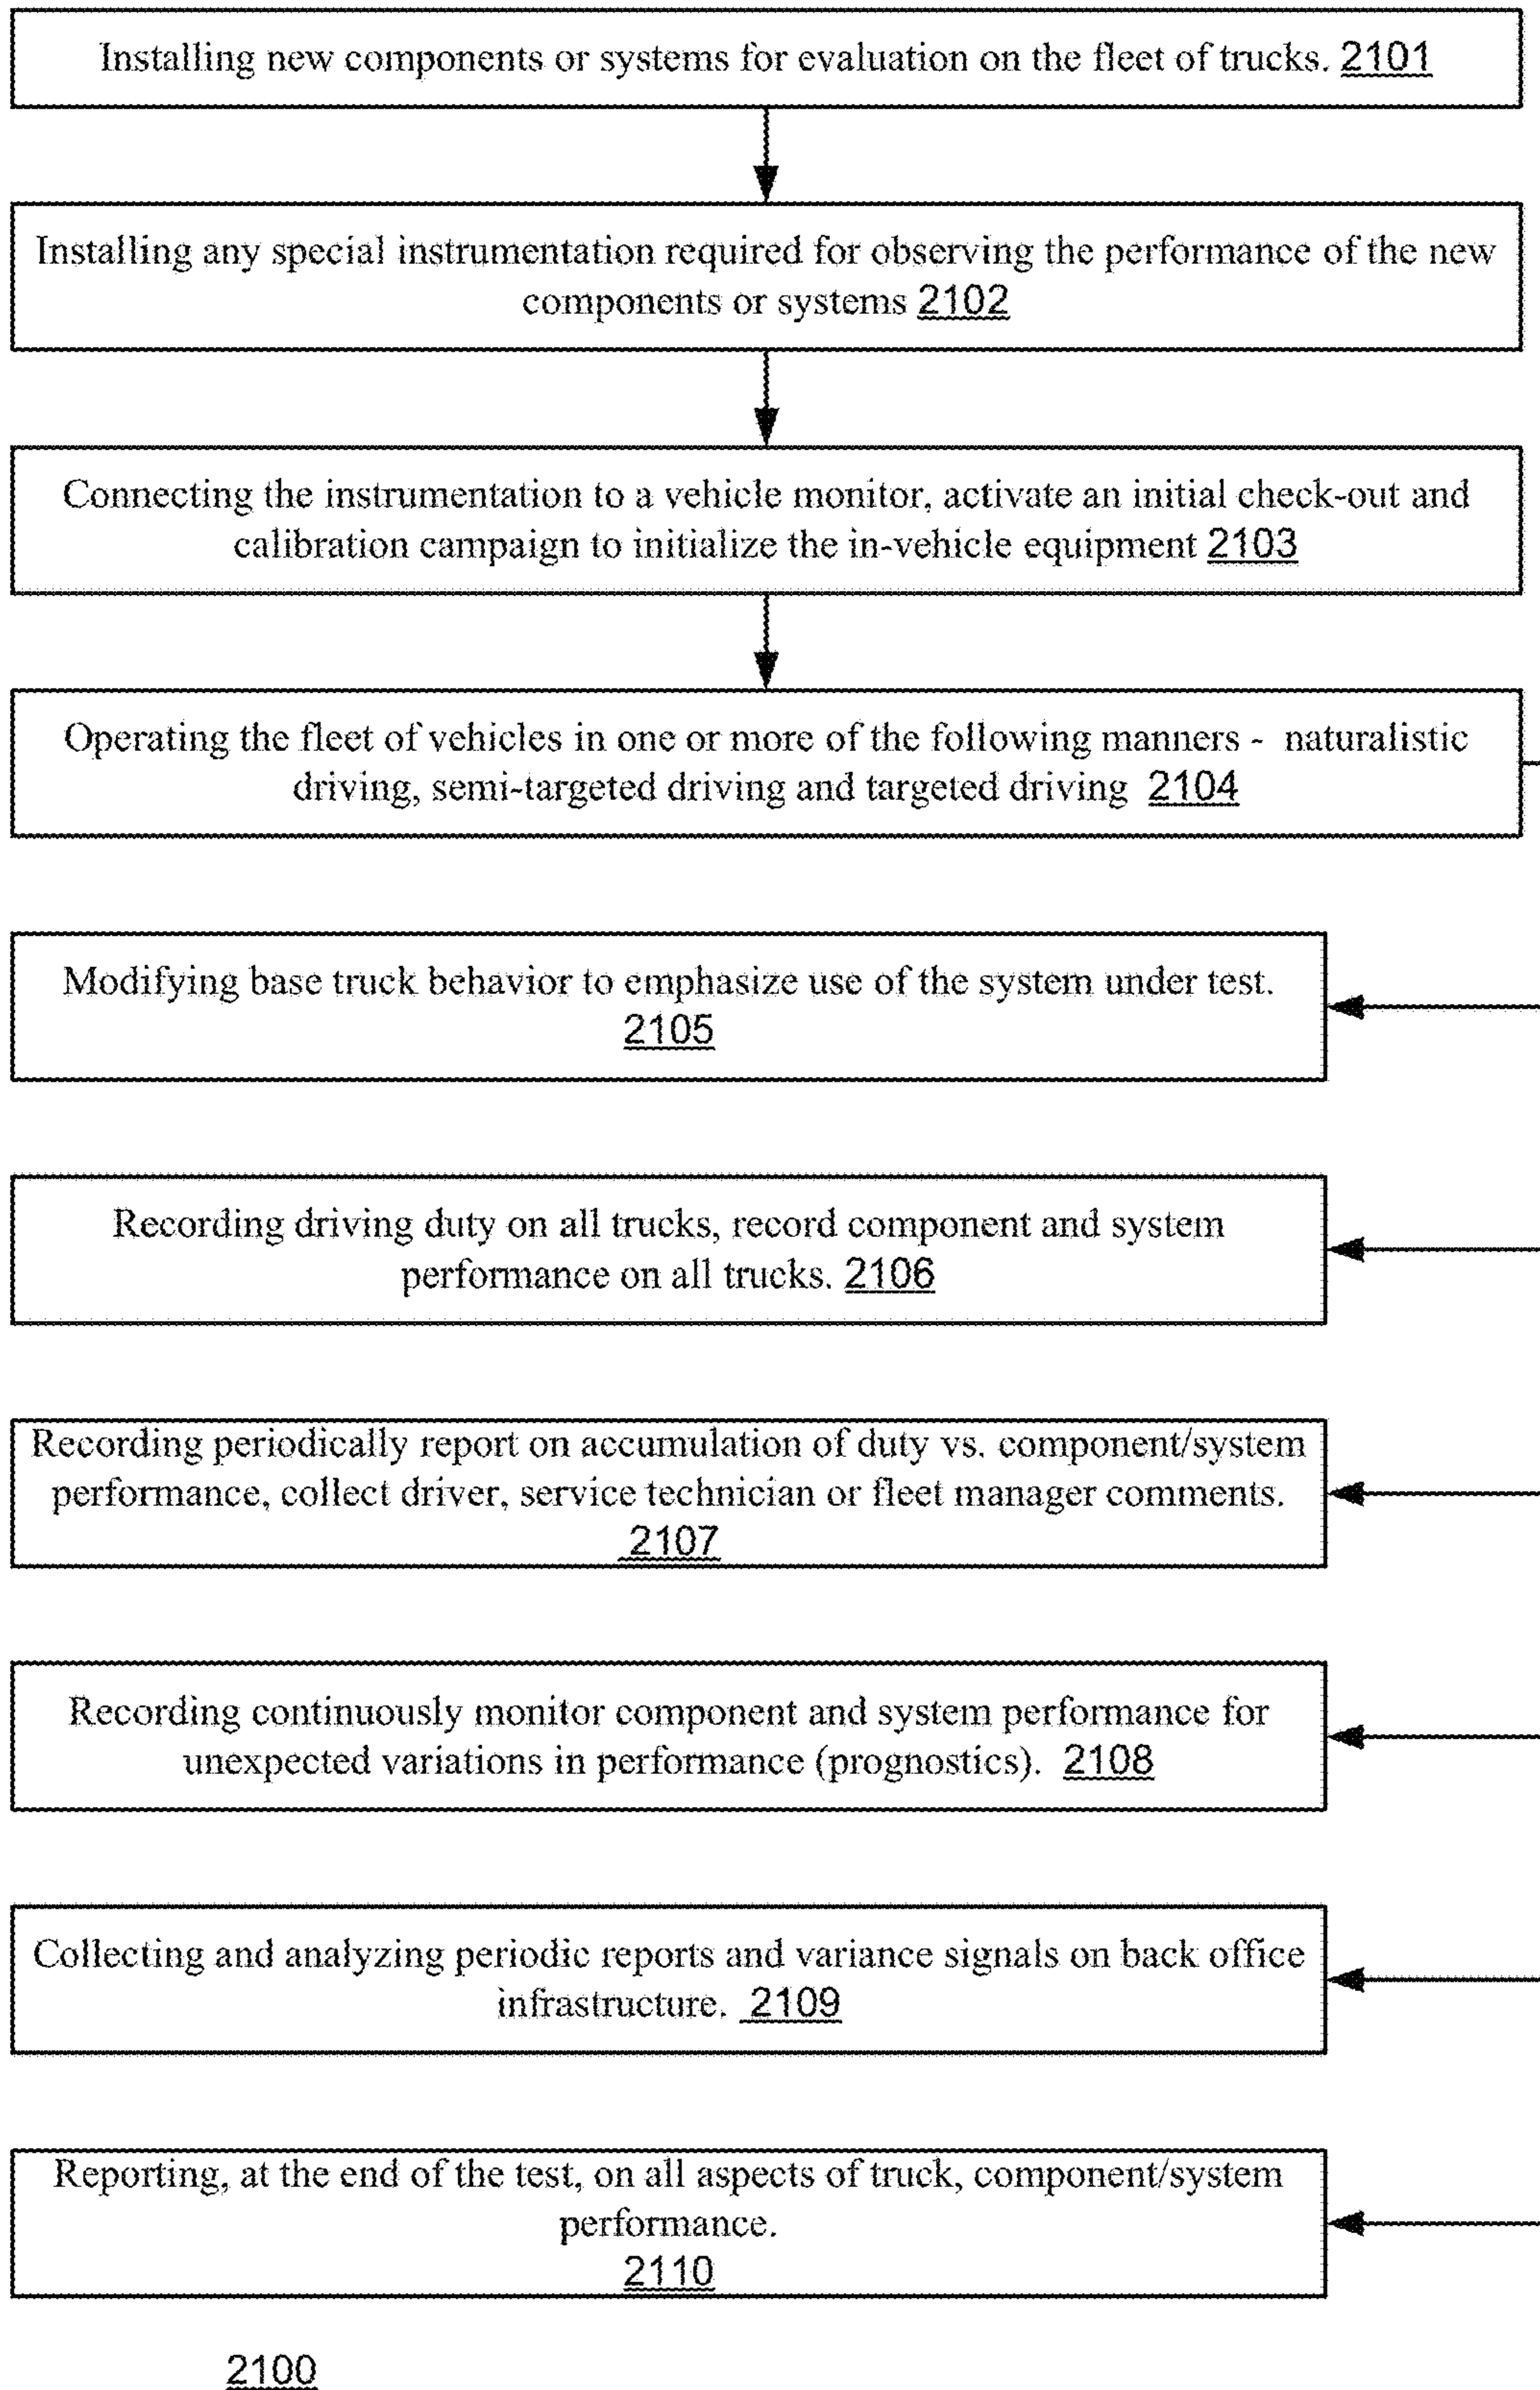 Installing new components or systems for evaluation on the fleet of trucks. 2101
Installing any special instrumentation required for observing the performance of the new
components or systems 2102
Connecting the instrumentation to a vehicle monitor, activate an initial check-out and
calibration campaign to initialize the in-vehicle equipment 2103
Operating the fleet of vehicles in one or more of the following manners - naturalistic
driving, semi-targeted driving and targeted driving 2104
Modifying base truck behavior to emphasize use of the system under test.
2105
Recording driving duty on all trucks, record component and system
performance on all trucks. 2106
Recording periodically report on accumulation of duty vs. component/system
performance, collect driver, service technician or fleet manager comments.
2107
Recording continuously monitor component and system performance for
unexpected variations in performance (prognostics). 2108
Collecting and analyzing periodic reports and variance signals on back office
infrastructure. 2109
Reporting, at the end of the test, on all aspects of truck, component/system
performance.
2110
2100